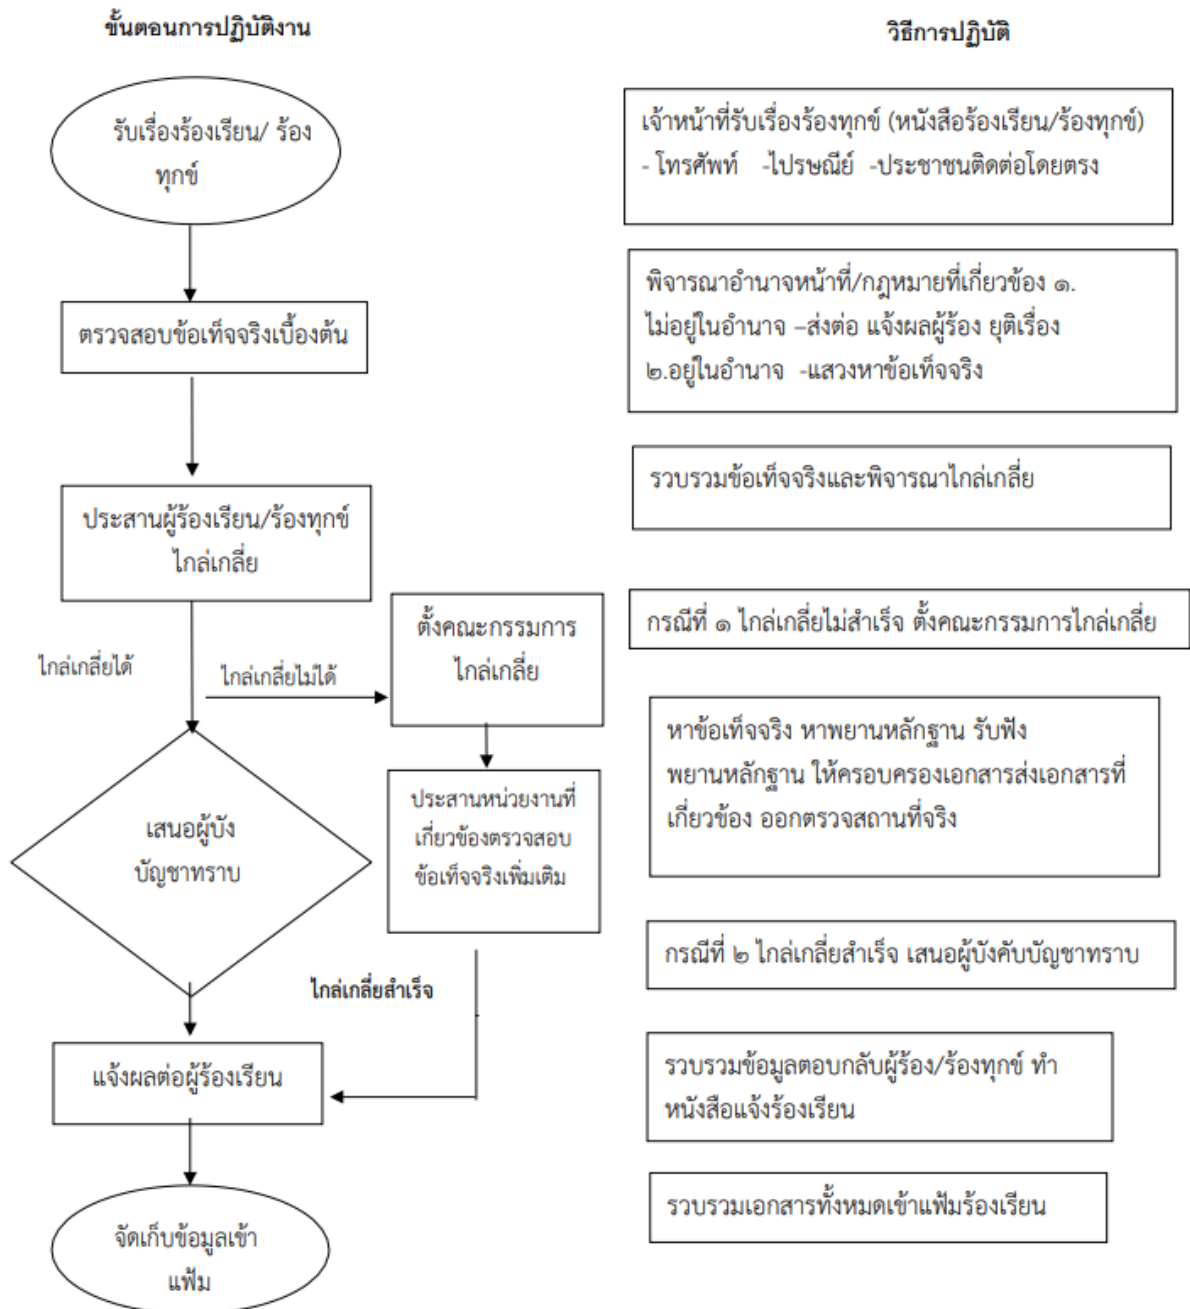 ขั้นตอนการปฏิบัติงาน
วิธีการปฏิบัติ
รับเรื่องร้องเรียน/ ร้อง
ทุกข์
เจ้าหน้าที่รับเรื่องร้องทุกข์ (หนังสือร้องเรียน/ร้องทุกข์)
- โทรศัพท์ -ไปรษณีย์ -ประชาชนติดต่อโดยตรง
ตรวจสอบข้อเท็จจริงเบื้องต้น
พิจารณาอำนาจหน้าที่/กฎหมายที่เกี่ยวข้อง ๑.
ไม่อยู่ในอำนาจ –ส่งต่อ แจ้งผลผู้ร้อง ยุติเรื่อง
๒.อยู่ในอำนาจ -แสวงหาข้อเท็จจริง
ประสานผู้ร้องเรียน/ร้องทุกข์
ไกล่เกลี่ย
รวบรวมข้อเท็จจริงและพิจารณาไกล่เกลี่ย
ไกล่เกลี่ยได้
ไกล่เกลี่ยไม่ได้
ตั้งคณะกรรมการ
ไกล่เกลี่ย
กรณีที่ ๑ ไกล่เกลี่ยไม่สำเร็จ ตั้งคณะกรรมการไกล่เกลี่ย
เสนอผู้บัง
บัญชาทราบ
ประสานหน่วยงานที่
เกี่ยวข้องตรวจสอบ
ข้อเท็จจริงเพิ่มเติม
หาข้อเท็จจริง หาพยานหลักฐาน รับฟัง
พยานหลักฐาน ให้ครอบครองเอกสารส่งเอกสารที่
เกี่ยวข้อง ออกตรวจสถานที่จริง
ไกล่เกลี่ยสำเร็จ
กรณีที่ ๒ ไกล่เกลี่ยสำเร็จ เสนอผู้บังคับบัญชาทราบ
แจ้งผลต่อผู้ร้องเรียน
รวบรวมข้อมูลตอบกลับผู้ร้อง/ร้องทุกข์ ทำ
หนังสือแจ้งร้องเรียน
จัดเก็บข้อมูลเข้า
แฟ้ม
รวบรวมเอกสารทั้งหมดเข้าแฟ้มร้องเรียน